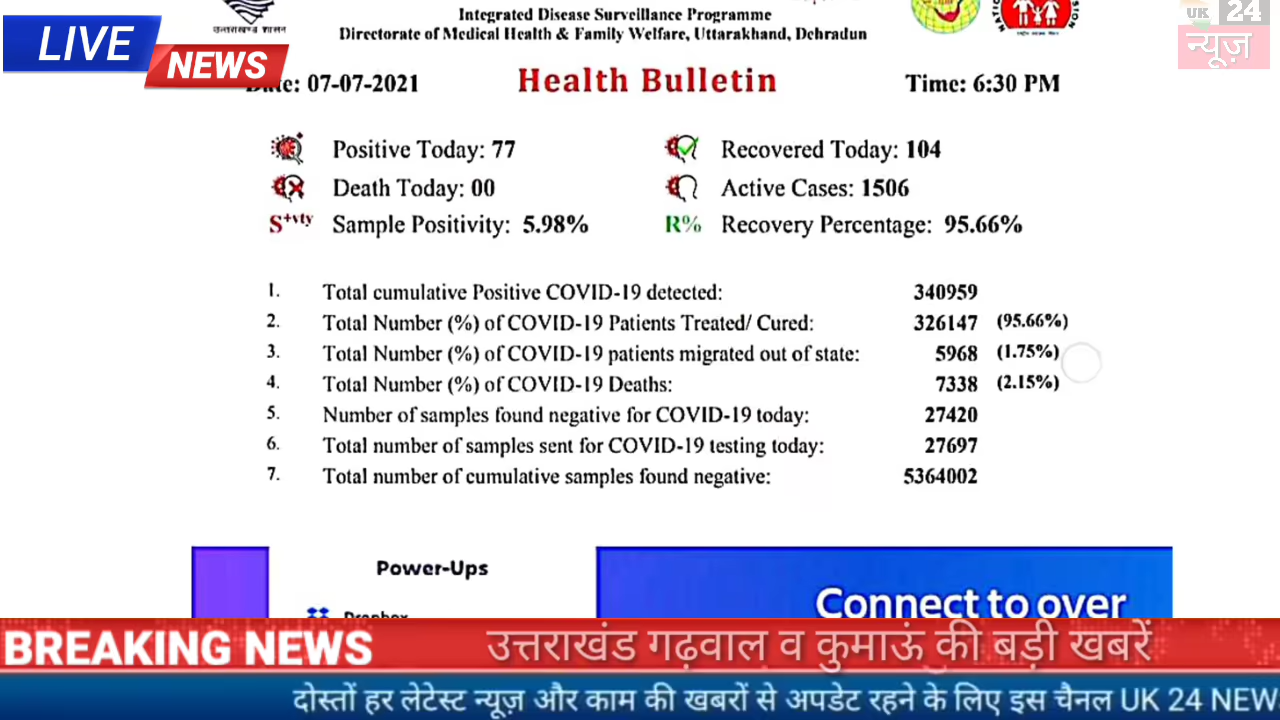 Integrated Disease Surveillance Programme
उत्तराखण्ड शासन
Directorate of Medical Health & Family Welfare, Uttarakhand, Dehradun
UK 24
न्यूज़
LIVE
NEWS
Date: 07-07-2021
Health Bulletin
Time: 6:30 PM
Positive Today: 77
Recovered Today: 104
Death Today: 00
Active Cases: 1506
S+vty Sample Positivity: 5.98%
R% Recovery Percentage: 95.66%
1. Total cumulative Positive COVID-19 detected: 340959
2. Total Number (%) of COVID-19 Patients Treated/ Cured: 326147 (95.66%)
3. Total Number (%) of COVID-19 patients migrated out of state: 5968 (1.75%)
4. Total Number (%) of COVID-19 Deaths: 7338 (2.15%)
5. Number of samples found negative for COVID-19 today: 27420
6. Total number of samples sent for COVID-19 testing today: 27697
7. Total number of cumulative samples found negative: 5364002
Power-Ups
Dropbox
Connect to over
BREAKING NEWS
उत्तराखंड गढ़वाल व कुमाऊं की बड़ी खबरें
दोस्तों हर लेटेस्ट न्यूज़ और काम की खबरों से अपडेट रहने के लिए इस चैनल UK 24 NEW